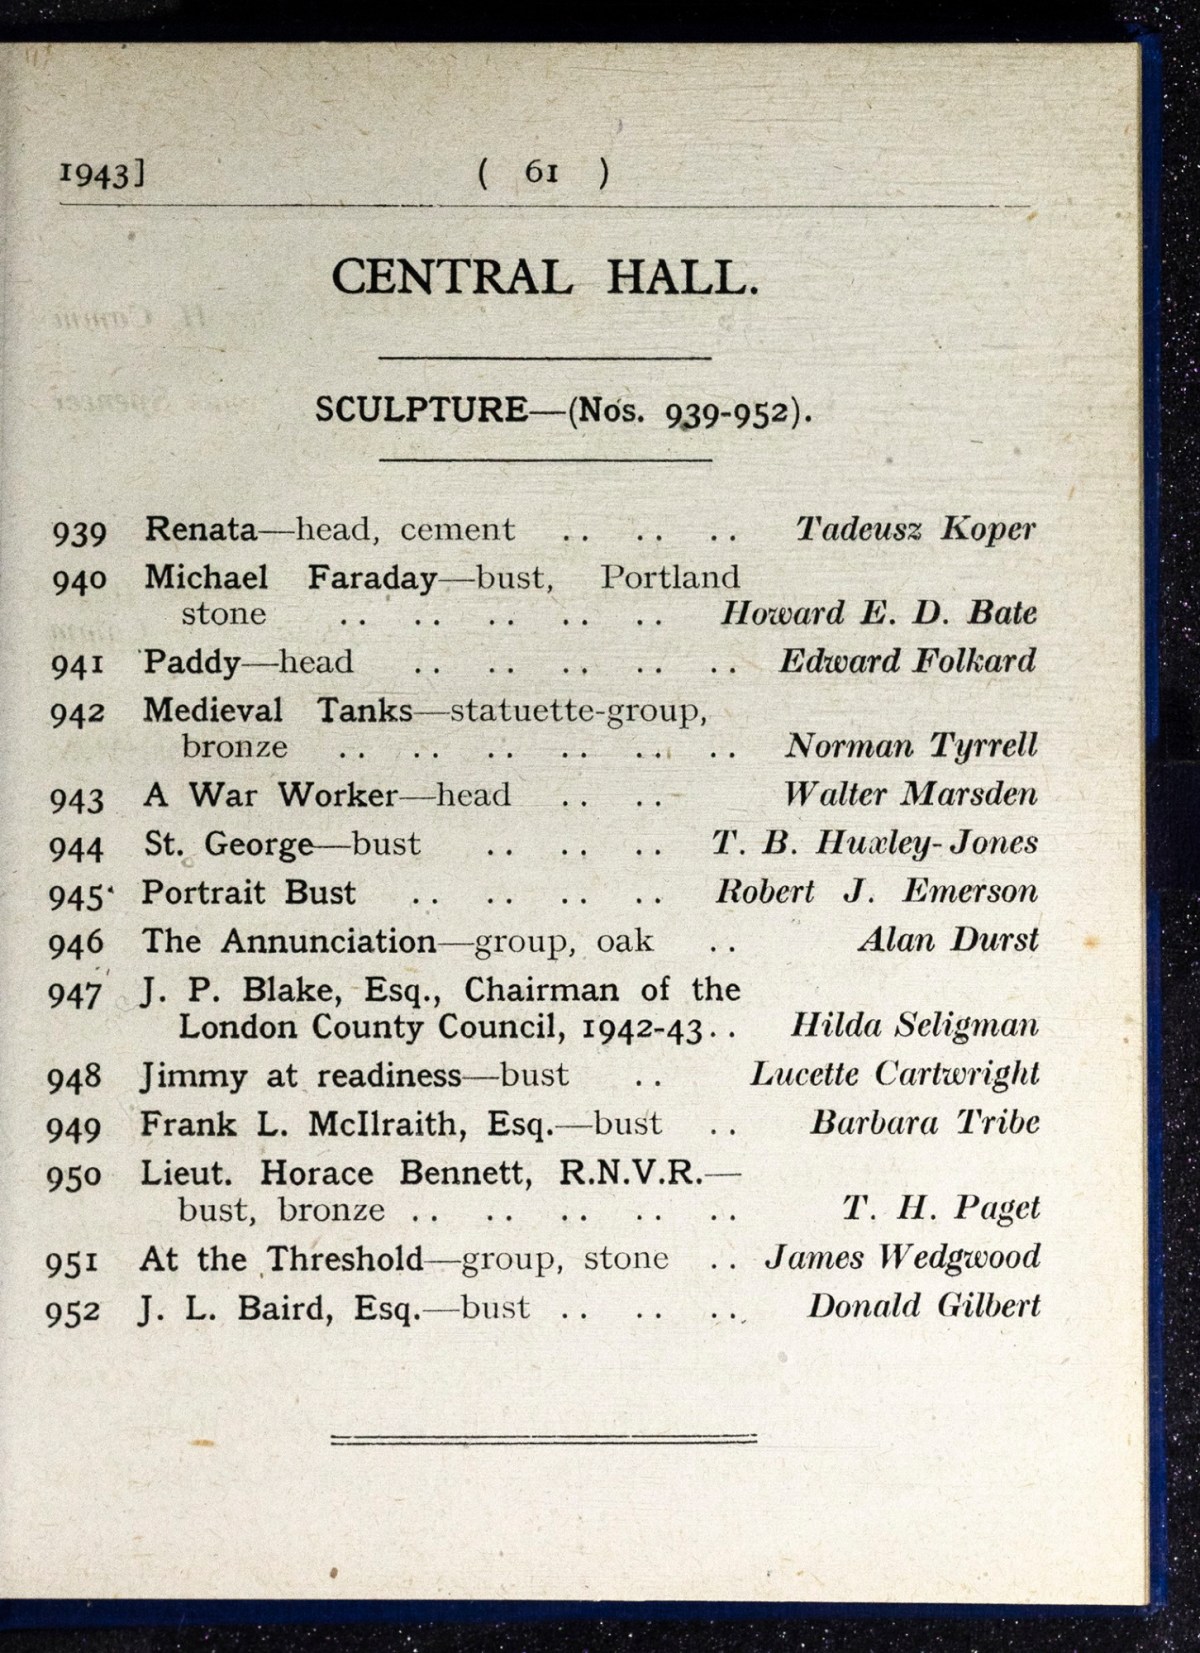 1943] ( 61 )
CENTRAL HALL.
SCULPTURE—(Nos. 939-952).
939 Renata—head, cement .. .. .. Tadeusz Koper
940 Michael Faraday—bust, Portland
stone .. .. .. .. .. Howard E. D. Bate
941 Paddy—head .. .. .. .. .. Edward Folkard
942 Medieval Tanks—statuette-group,
bronze .. .. .. .. .. .. Norman Tyrrell
943 A War Worker—head .. .. Walter Marsden
944 St. George—bust .. .. .. T. B. Huxley-Jones
945 Portrait Bust .. .. .. .. Robert J. Emerson
946 The Annunciation—group, oak .. Alan Durst
947 J. P. Blake, Esq., Chairman of the
London County Council, 1942-43.. Hilda Seligman
948 Jimmy at readiness—bust .. Lucette Cartwright
949 Frank L. McIlraith, Esq.—bust .. Barbara Tribe
950 Lieut. Horace Bennett, R.N.V.R.—
bust, bronze .. .. .. .. .. T. H. Paget
951 At the Threshold—group, stone .. James Wedgwood
952 J. L. Baird, Esq.—bust .. .. .. Donald Gilbert